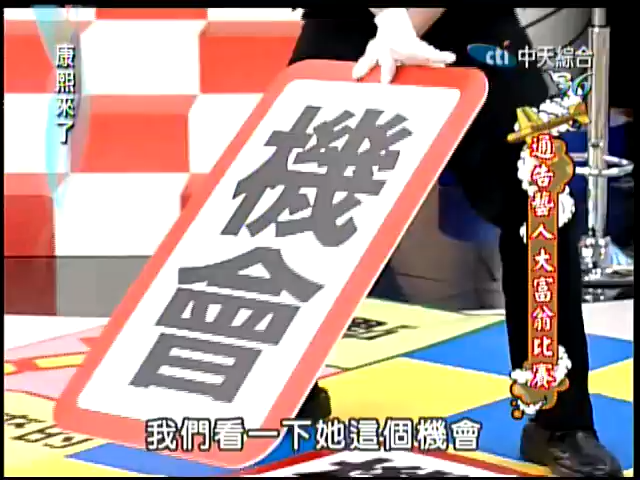 康熙來了
cti 中天綜合
36
通告藝人大富翁比賽
機會
我們看一下她這個機會